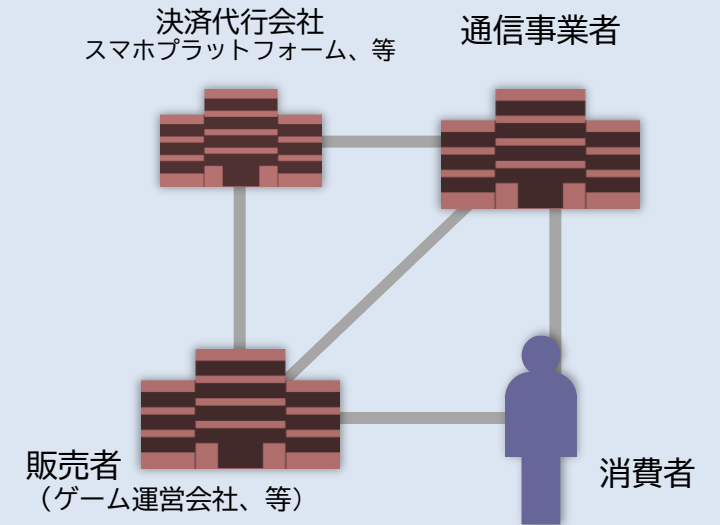 決済代行会社
スマホプラットフォーム、等
通信事業者
販売者
（ゲーム運営会社、等）
消費者